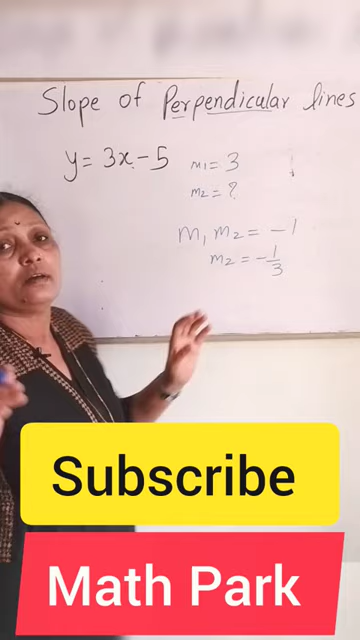 Slope of Perpendicular lines
y = 3x - 5
m1 = 3
m2 = ?
m1 m2 = -1
m2 = -1/3
Subscribe
Math Park